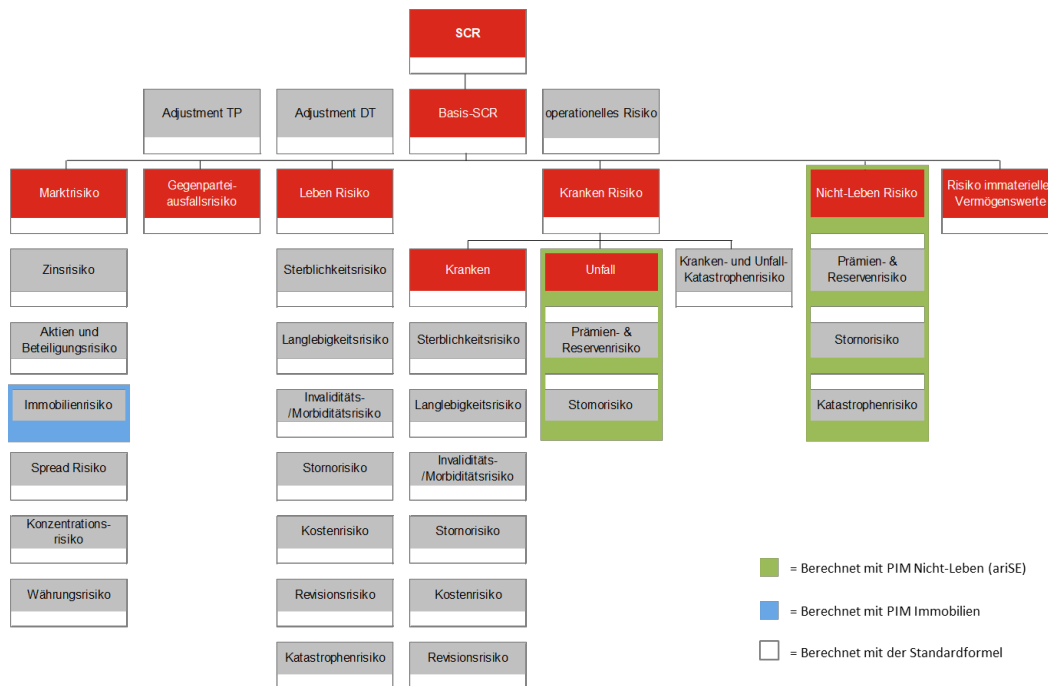 SCR
Adjustment TP
Adjustment DT
Basis-SCR
operationelles Risiko
Marktrisiko
Gegenpartei-
ausfallsrisiko
Leben Risiko
Kranken Risiko
Nicht-Leben Risiko
Risiko immaterielle
Vermögenswerte
Zinsrisiko
Sterblichkeitsrisiko
Kranken
Unfall
Kranken- und Unfall-
Katastrophenrisiko
Prämien- &
Reservenrisiko
Aktien und
Beteiligungsrisiko
Langlebigkeitsrisiko
Sterblichkeitsrisiko
Prämien- &
Reservenrisiko
Stornorisiko
Immobilienrisiko
Invaliditäts-
/Morbiditätsrisiko
Langlebigkeitsrisiko
Stornorisiko
Katastrophenrisiko
Spread Risiko
Stornorisiko
Invaliditäts-
/Morbiditätsrisiko
Konzentrations-
risiko
Kostenrisiko
Stornorisiko
Währungsrisiko
Revisionsrisiko
Kostenrisiko
Katastrophenrisiko
Revisionsrisiko
= Berechnet mit PIM Nicht-Leben (ariSE)
= Berechnet mit PIM Immobilien
= Berechnet mit der Standardformel